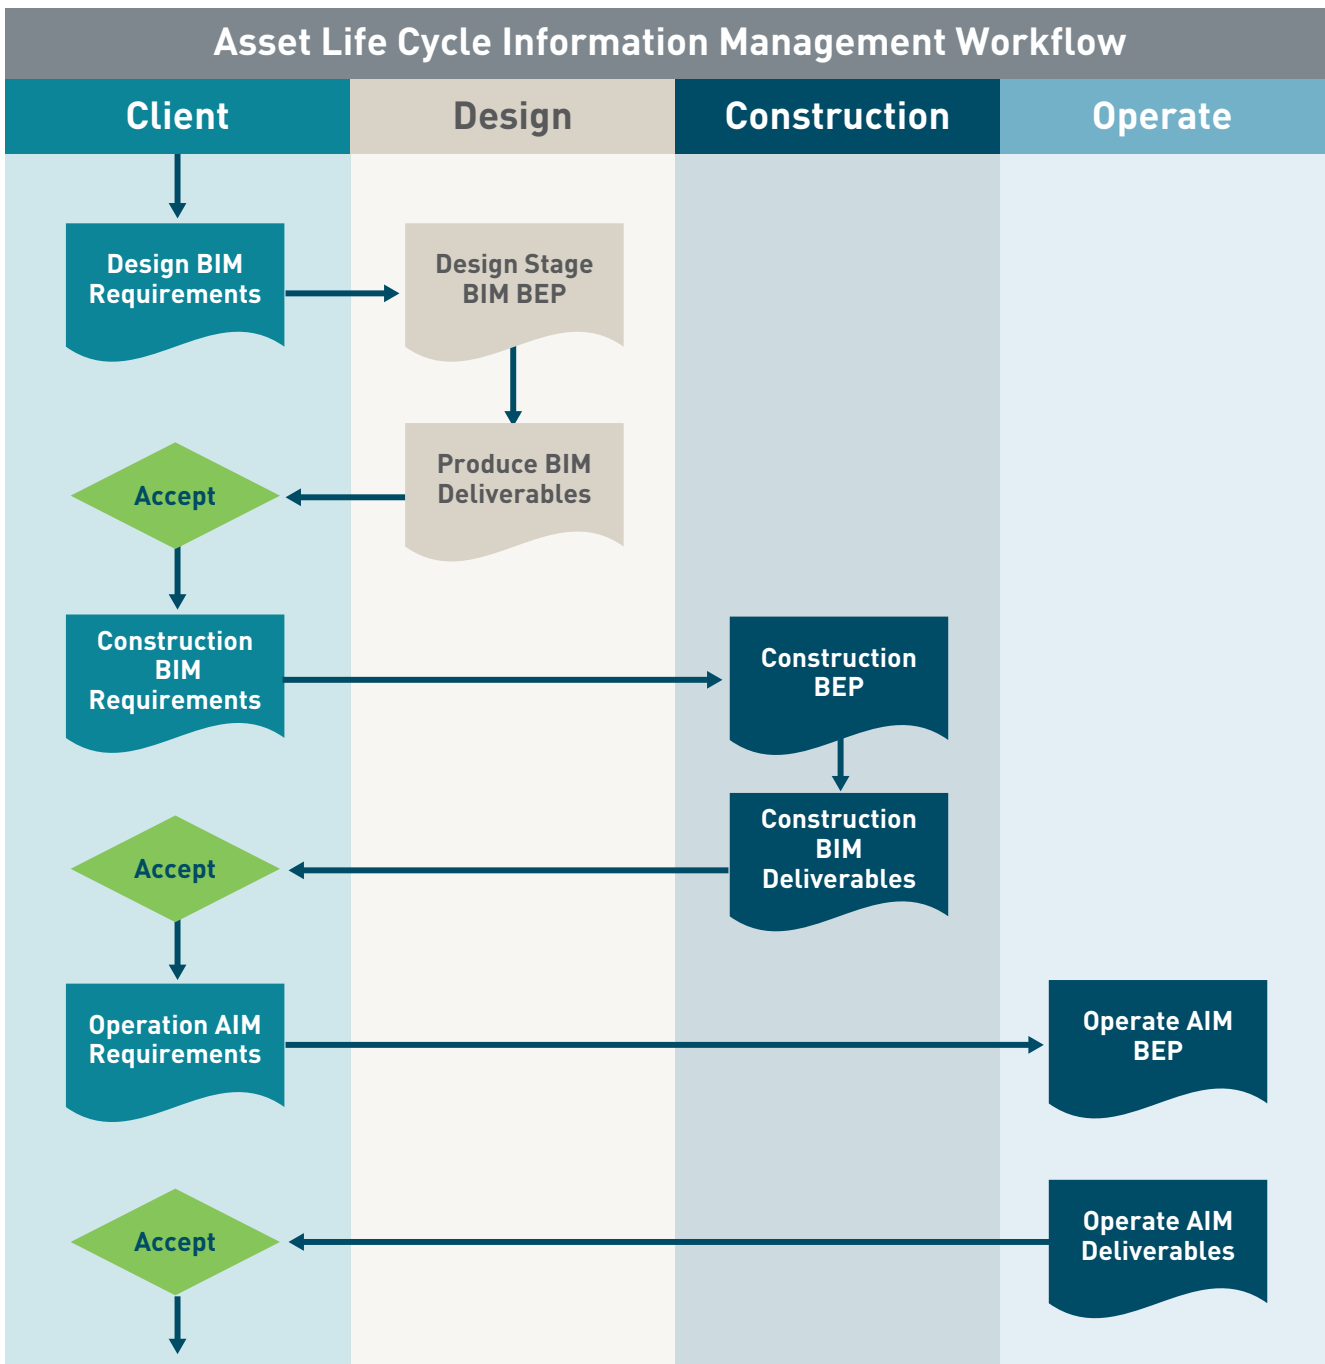 Asset Life Cycle Information Management Workflow
Client
Design
Construction
Operate
Design BIM
Requirements
Design Stage
BIM BEP
Produce BIM
Deliverables
Accept
Construction
BIM
Requirements
Construction
BEP
Construction
BIM
Deliverables
Accept
Operation AIM
Requirements
Operate AIM
BEP
Operate AIM
Deliverables
Accept